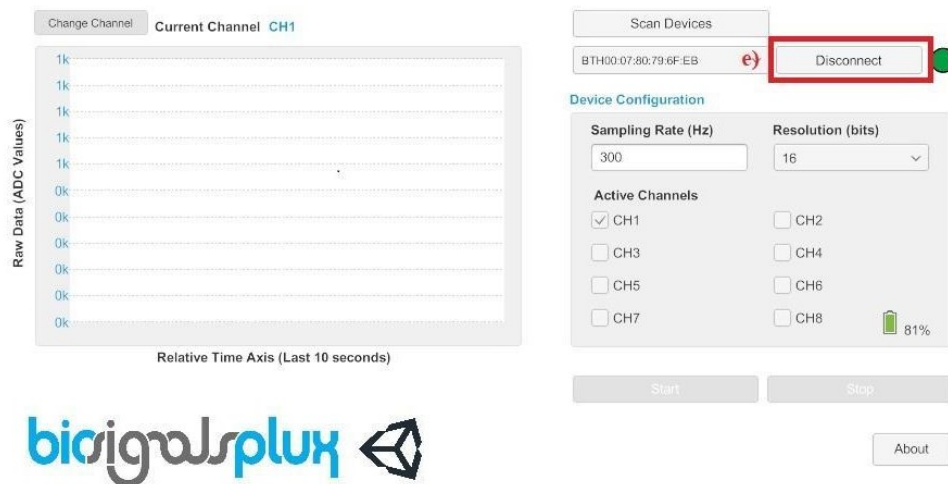 Change Channel
Current Channel CH1
1k
1k
1k
1k
1k
0k
0k
0k
0k
0k
0k
Raw Data (ADC Values)
Relative Time Axis (Last 10 seconds)
Scan Devices
BTH00:07:80:79:6F:EB
e)
Disconnect
Device Configuration
Sampling Rate (Hz)
Resolution (bits)
300
16
Active Channels
CH1
CH2
CH3
CH4
CH5
CH6
CH7
CH8
81%
Start
Stop
biosignalsplux
About